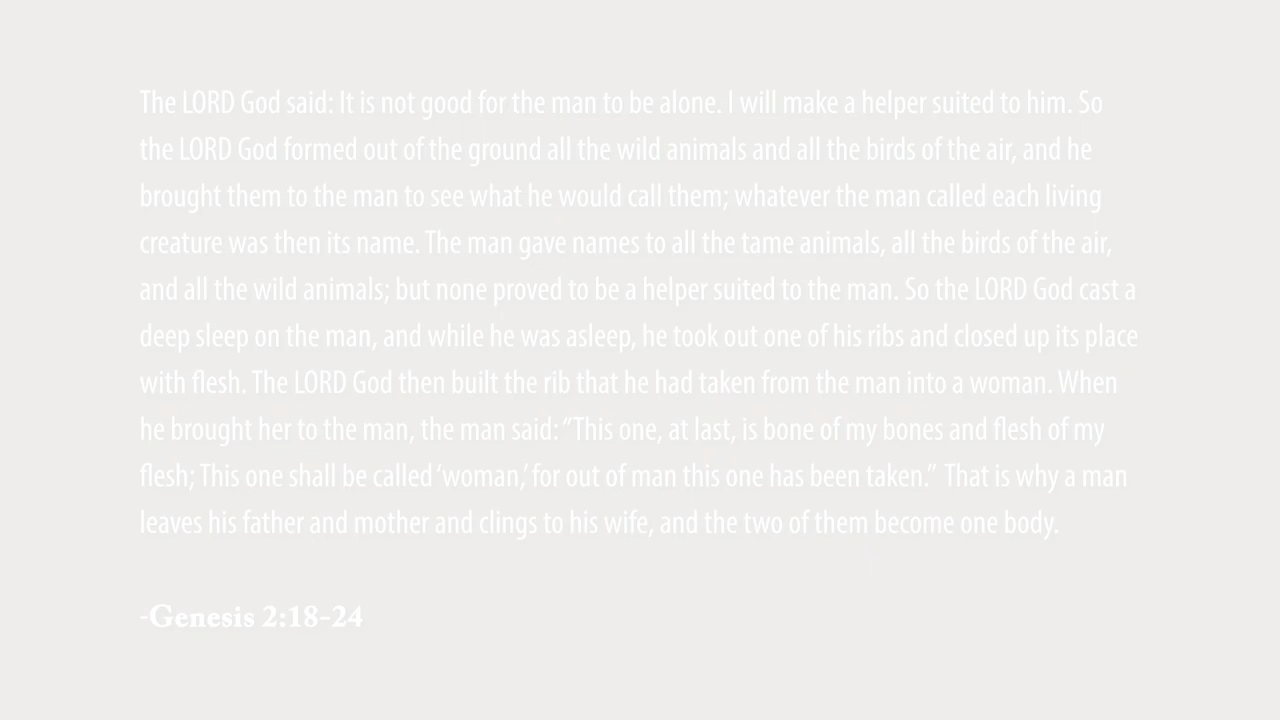 The LORD God said: It is not good for the man to be alone. I will make a helper suited to him. So
the LORD God formed out of the ground all the wild animals and all the birds of the air, and he
brought them to the man to see what he would call them; whatever the man called each living
creature was then its name. The man gave names to all the tame animals, all the birds of the air,
and all the wild animals; but none proved to be a helper suited to the man. So the LORD God cast a
deep sleep on the man, and while he was asleep, he took out one of his ribs and closed up its place
with flesh. The LORD God then built the rib that he had taken from the man into a woman. When
he brought her to the man, the man said: “This one, at last, is bone of my bones and flesh of my
flesh; This one shall be called ‘woman,’ for out of man this one has been taken.” That is why a man
leaves his father and mother and clings to his wife, and the two of them become one body.
-Genesis 2:18-24